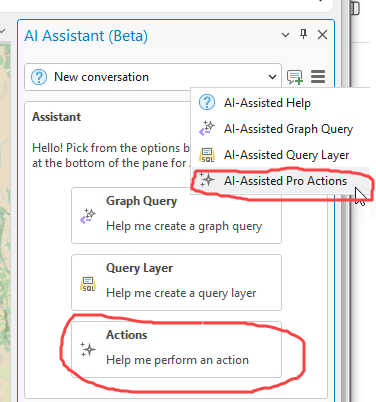 AI Assistant (Beta)
New conversation
AI-Assisted Help
AI-Assisted Graph Query
SQL AI-Assisted Query Layer
AI-Assisted Pro Actions
Assistant
Hello! Pick from the options b
at the bottom of the pane for
Graph Query
Help me create a graph query
Query Layer
SQL
Help me create a query layer
Actions
Help me perform an action